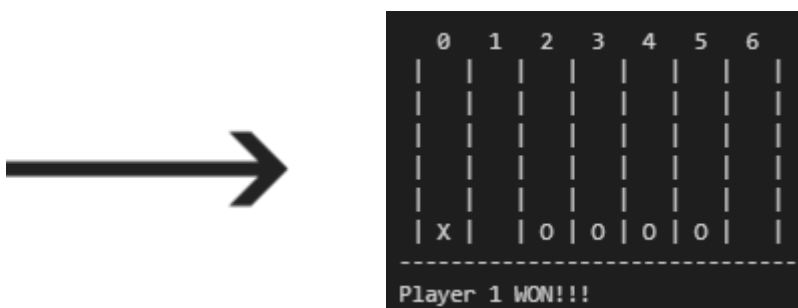 0 1 2 3 4 5 6
| | | | | | | |
| | | | | | | |
| | | | | | | |
| | | | | | | |
| | | | | | | |
| X | | O | O | O | O | |
--------------------------------
Player 1 WON!!!